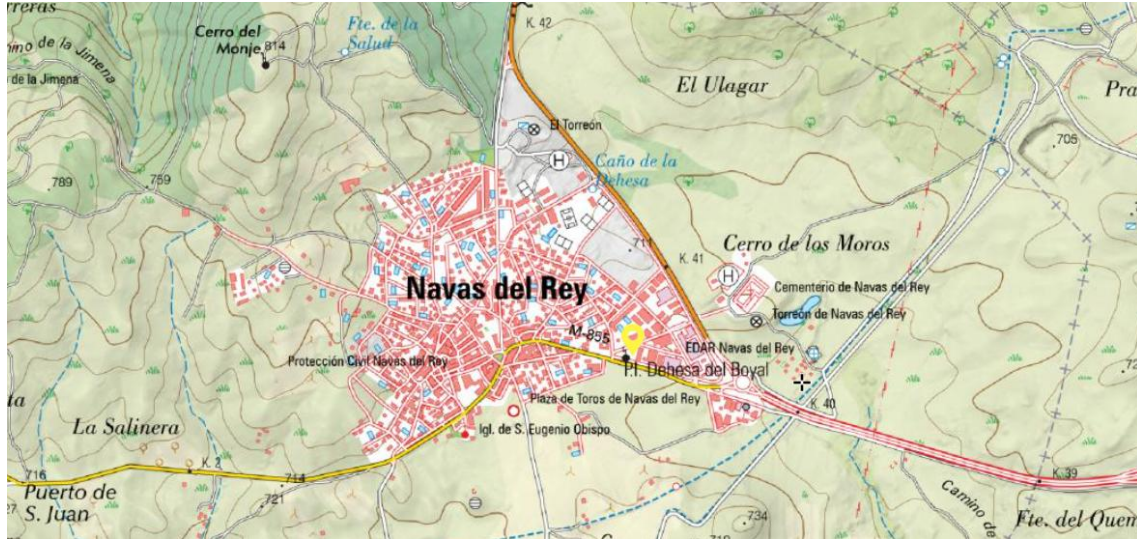 Cerro del
Monje
814
Fte. de la
Salud
K. 42
El Ulagar
de la Jimena
El Torreón
H
Caño de la
Dehesa
705
789
759
711
K. 41
Cerro de los Moros
H
Cementerio de Navas del Rey
Torreón de Navas del Rey
Navas del Rey
M-855
EDAR Navas del Rey
Protección Civil Navas del Rey
P.I. Dehesa del Boyal
Plaza de Toros de Navas del Rey
K. 40
La Salinera
Igl. de S. Eugenio Obispo
716
K. 2
744
721
K. 39
Puerto de
S. Juan
Camino de
734
Fte. del Quem